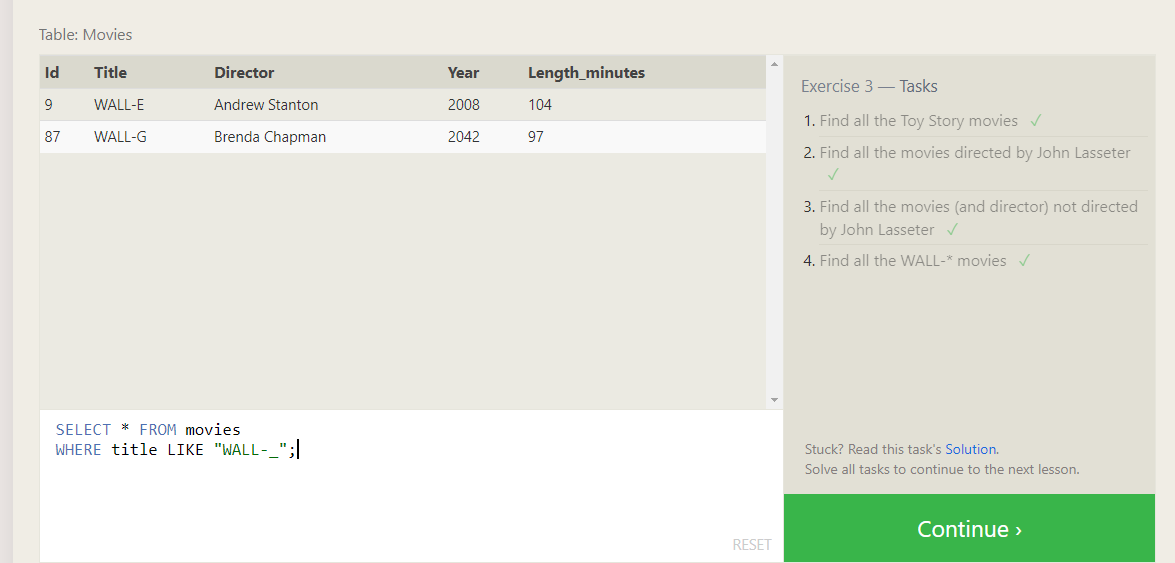 Table: Movies
Id Title Director Year Length_minutes
9 WALL-E Andrew Stanton 2008 104
87 WALL-G Brenda Chapman 2042 97
SELECT * FROM movies
WHERE title LIKE "WALL-_";
RESET
Exercise 3 — Tasks
1. Find all the Toy Story movies ✓
2. Find all the movies directed by John Lasseter
✓
3. Find all the movies (and director) not directed
by John Lasseter ✓
4. Find all the WALL-* movies ✓
Stuck? Read this task's Solution.
Solve all tasks to continue to the next lesson.
Continue ›